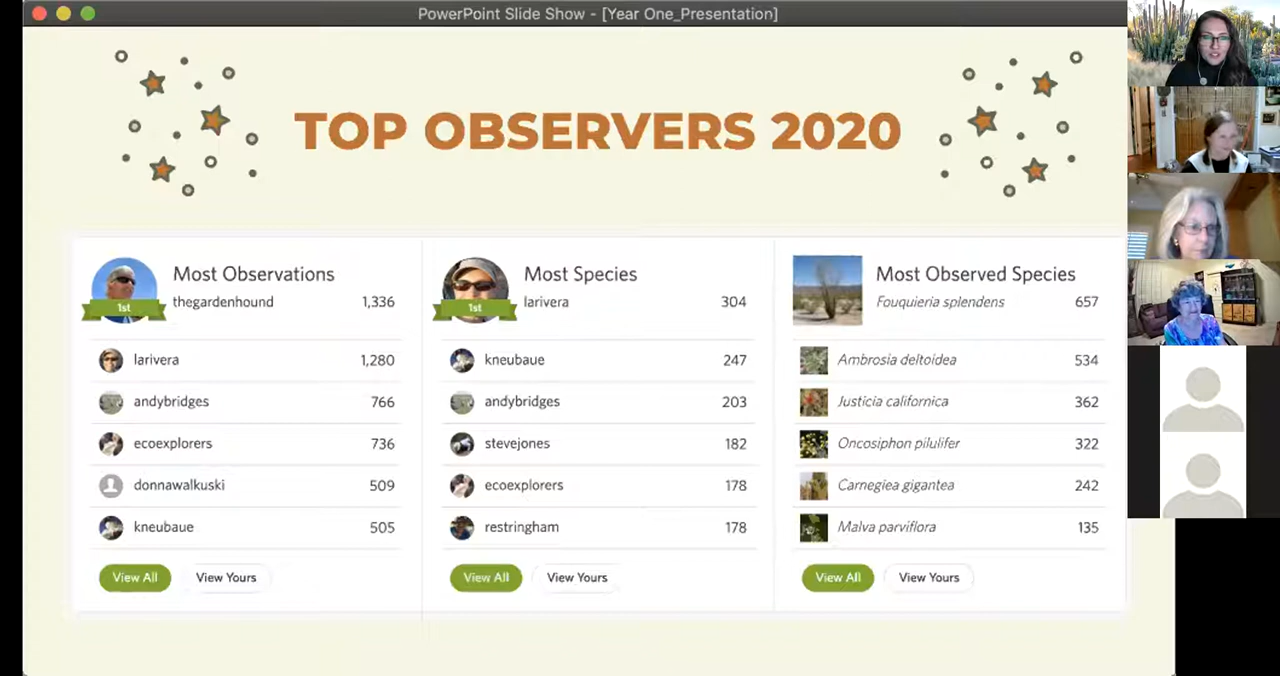 PowerPoint Slide Show - [Year One_Presentation]
TOP OBSERVERS 2020
Most Observations
1st
thegardenhound 1,336
larivera 1,280
andybridges 766
ecoexplorers 736
donnawalkuski 509
kneubaue 505
View All View Yours
Most Species
1st
larivera 304
kneubaue 247
andybridges 203
stevejones 182
ecoexplorers 178
restringham 178
View All View Yours
Most Observed Species
Fouquieria splendens 657
Ambrosia deltoidea 534
Justicia californica 362
Oncosiphon pilulifer 322
Carnegiea gigantea 242
Malva parviflora 135
View All View Yours